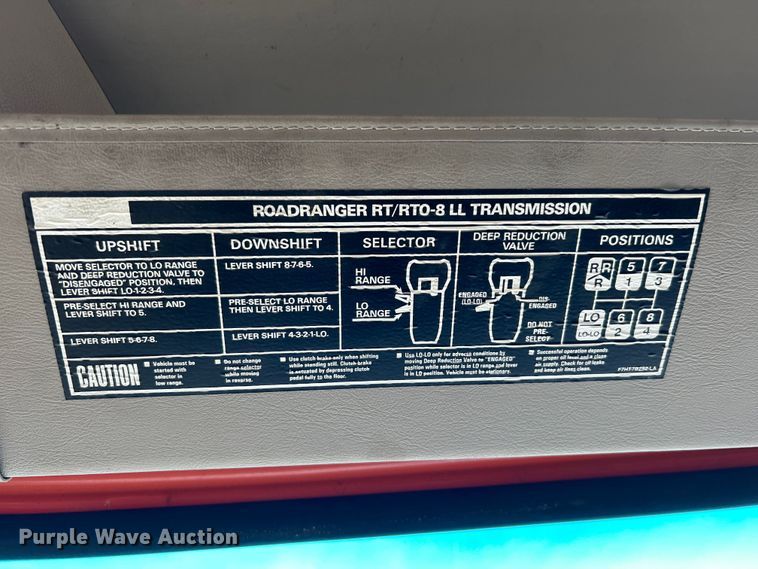 ROADRANGER RT/RTO-8 LL TRANSMISSION
UPSHIFT
MOVE SELECTOR TO LO RANGE
AND DEEP REDUCTION VALVE TO
"DISENGAGED" POSITION, THEN
LEVER SHIFT LO-1-2-3-4.
PRE-SELECT HI RANGE AND
LEVER SHIFT TO 5.
LEVER SHIFT 5-6-7-8.
DOWNSHIFT
LEVER SHIFT 8-7-6-5.
PRE-SELECT LO RANGE
THEN LEVER SHIFT TO 4.
LEVER SHIFT 4-3-2-1-LO.
SELECTOR
HI
RANGE
LO
RANGE
DEEP REDUCTION
VALVE
ENGAGED
(LO-LO)
DIS-
ENGAGED
DO NOT
PRE-
SELECT
POSITIONS
R R 5 7
R 1 3
LO 6 8
LO-LO 2 4
CAUTION
■ Vehicle must be
started with
selector in
low range.
■ Do not change
range selector
while moving
in reverse.
■ Use clutch brake only when shifting
while standing still. Clutch brake
is actuated by depressing clutch
pedal fully to the floor.
■ Use LO-LO only for adverse conditions by
moving Deep Reduction Valve to "ENGAGED"
position while selector is in LO range and lever
is in LO position. Vehicle must be stationary.
■ Successful operation depends
on proper oil level and a clean
air supply. Check for oil leaks
and keep air lines clean.
Purple Wave Auction